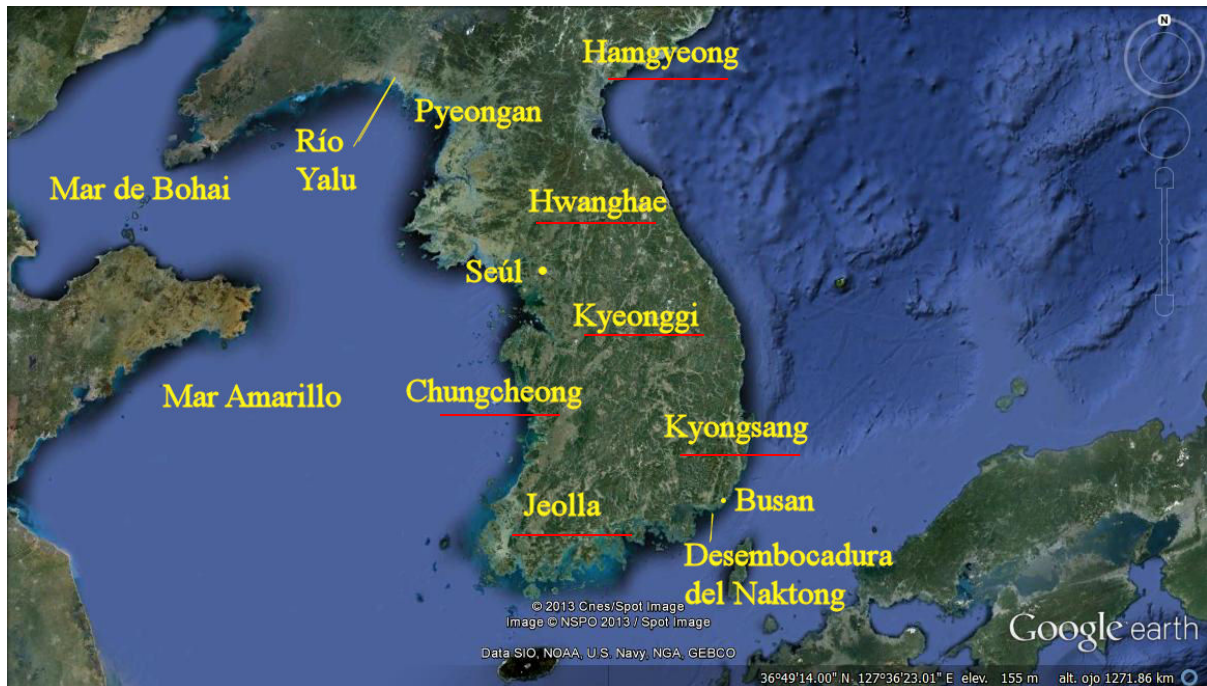 N
Hamgyeong
Pyeongan
Río
Yalu
Mar de Bohai
Hwanghae
Seúl
Kyeonggi
Mar Amarillo
Chungcheong
Kyongsang
Jeolla
Busan
Desembocadura
del Naktong
© 2013 Cnes/Spot Image
Image © NSPO 2013 / Spot Image
Google earth
Data SIO, NOAA, U.S. Navy, NGA, GEBCO
36°49'14.00" N 127°36'23.01" E elev. 155 m alt. ojo 1271.86 km